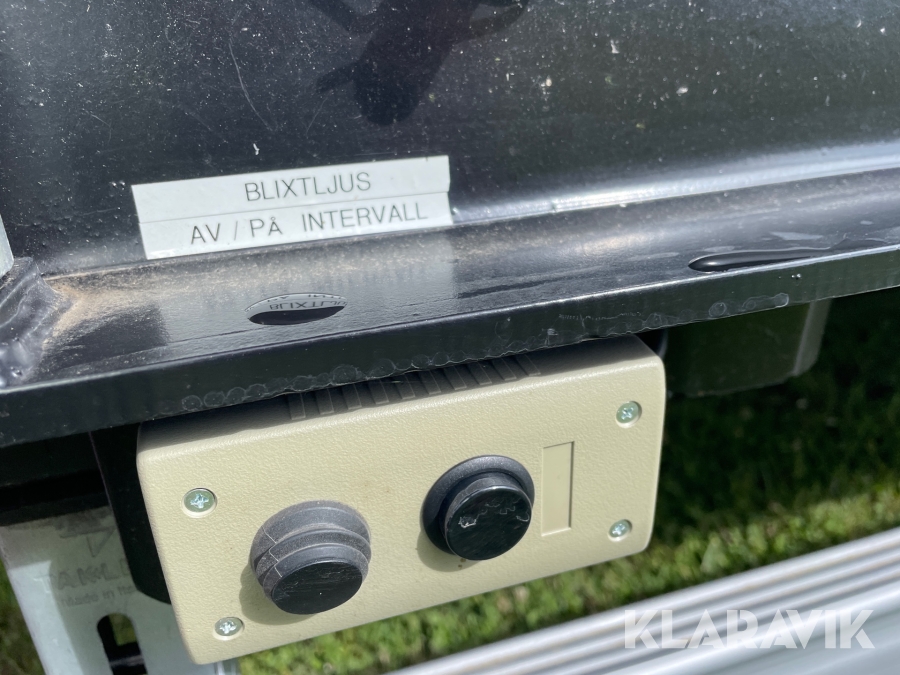 BLIXTLJUS
AV / PÅ INTERVALL
KLARAVIK